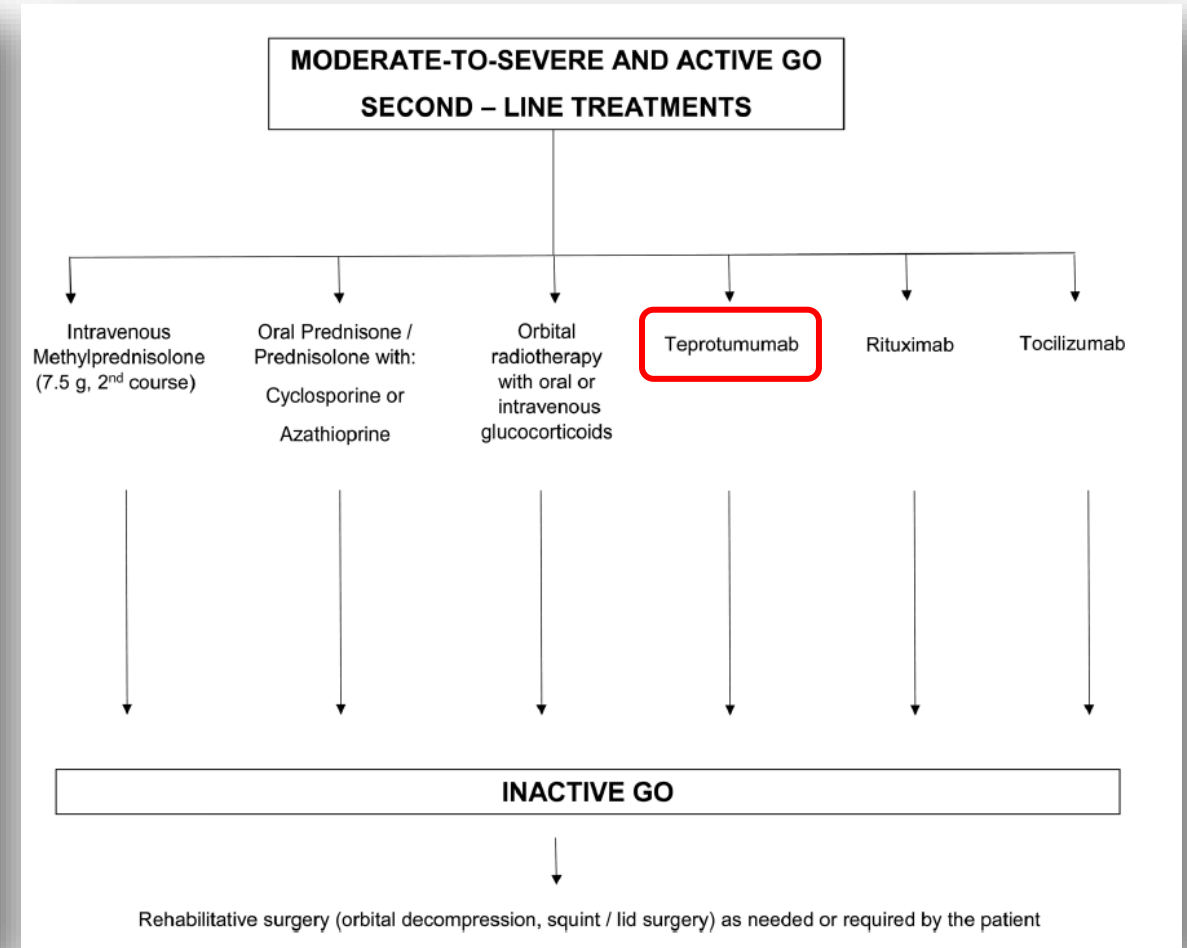 MODERATE-TO-SEVERE AND ACTIVE GO
SECOND – LINE TREATMENTS
Intravenous
Methylprednisolone
(7.5 g, 2nd course)
Oral Prednisone /
Prednisolone with:
Cyclosporine or
Azathioprine
Orbital
radiotherapy
with oral or
intravenous
glucocorticoids
Teprotumumab
Rituximab
Tocilizumab
INACTIVE GO
Rehabilitative surgery (orbital decompression, squint / lid surgery) as needed or required by the patient